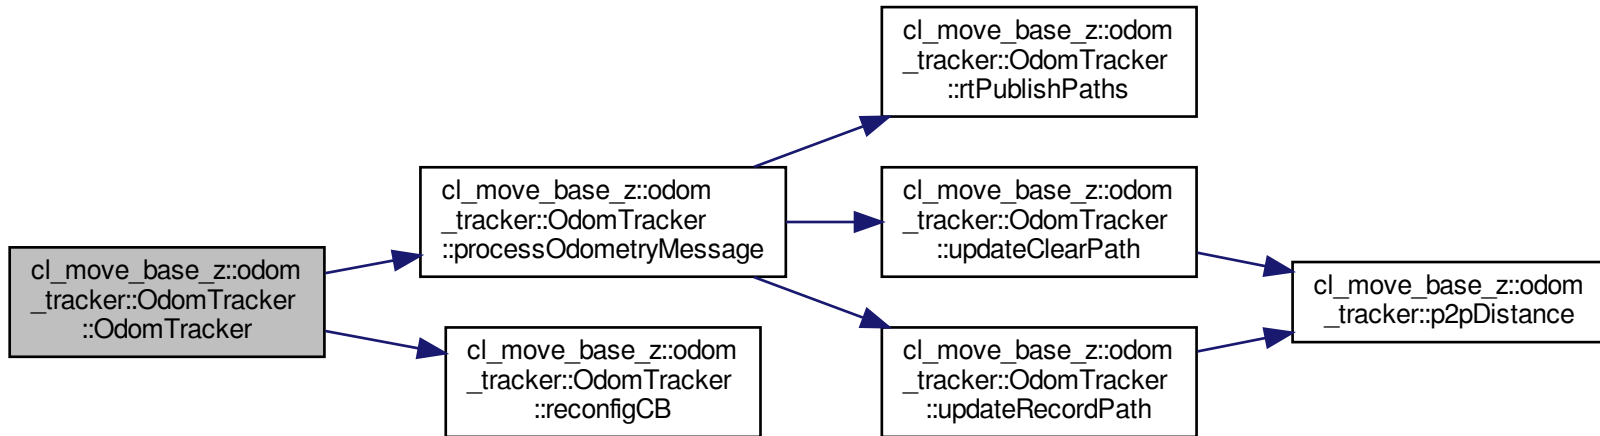 cl_move_base_z::odom
_tracker::OdomTracker
::OdomTracker
cl_move_base_z::odom
_tracker::OdomTracker
::processOdometryMessage
cl_move_base_z::odom
_tracker::OdomTracker
::reconfigCB
cl_move_base_z::odom
_tracker::OdomTracker
::rtPublishPaths
cl_move_base_z::odom
_tracker::OdomTracker
::updateClearPath
cl_move_base_z::odom
_tracker::OdomTracker
::updateRecordPath
cl_move_base_z::odom
_tracker::p2pDistance